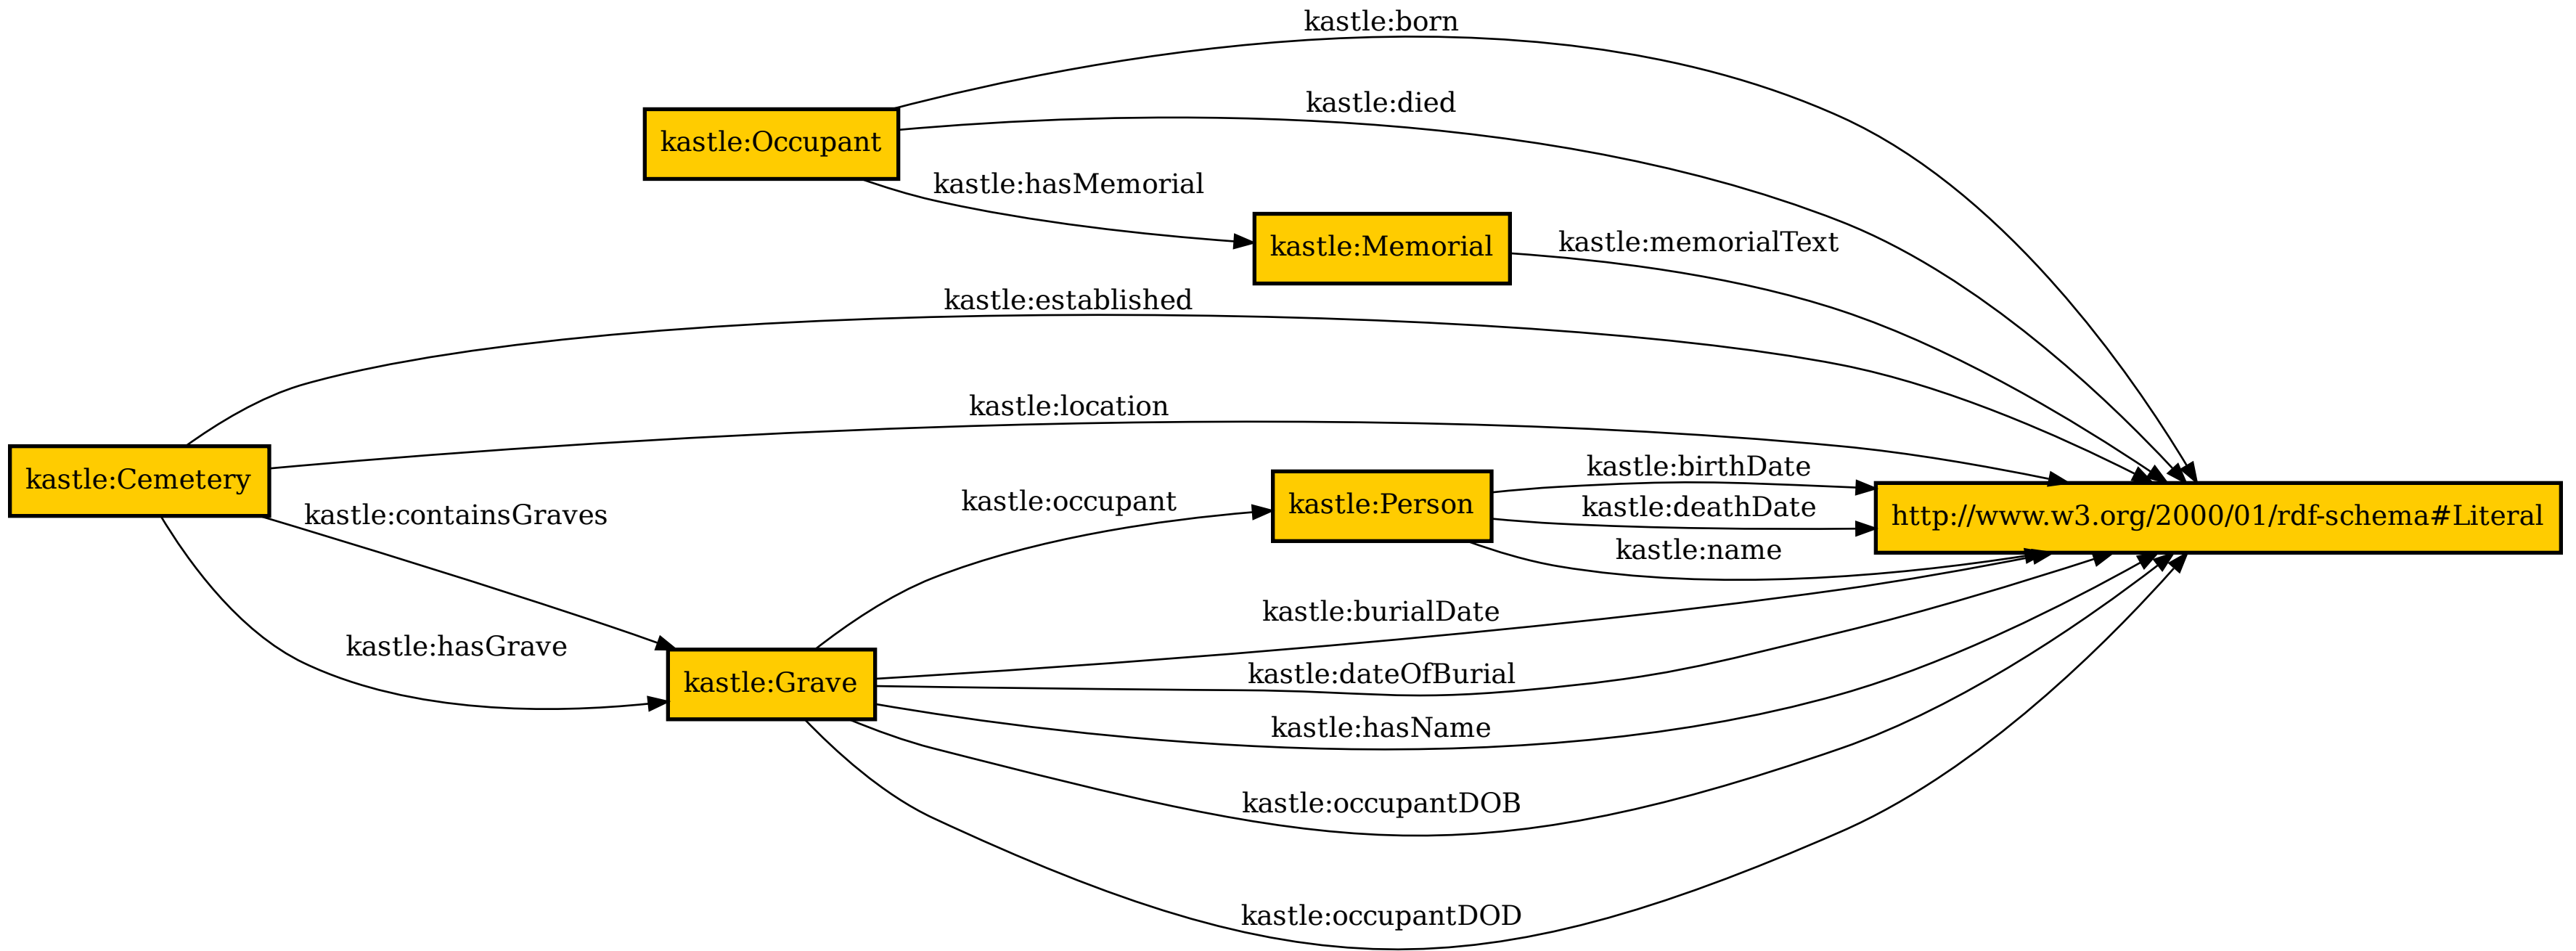 kastle:born
kastle:died
kastle:Occupant
kastle:hasMemorial
kastle:Memorial
kastle:memorialText
kastle:established
kastle:location
kastle:Cemetery
kastle:containsGraves
kastle:hasGrave
kastle:occupant
kastle:Person
kastle:birthDate
kastle:deathDate
kastle:name
http://www.w3.org/2000/01/rdf-schema#Literal
kastle:Grave
kastle:burialDate
kastle:dateOfBurial
kastle:hasName
kastle:occupantDOB
kastle:occupantDOD